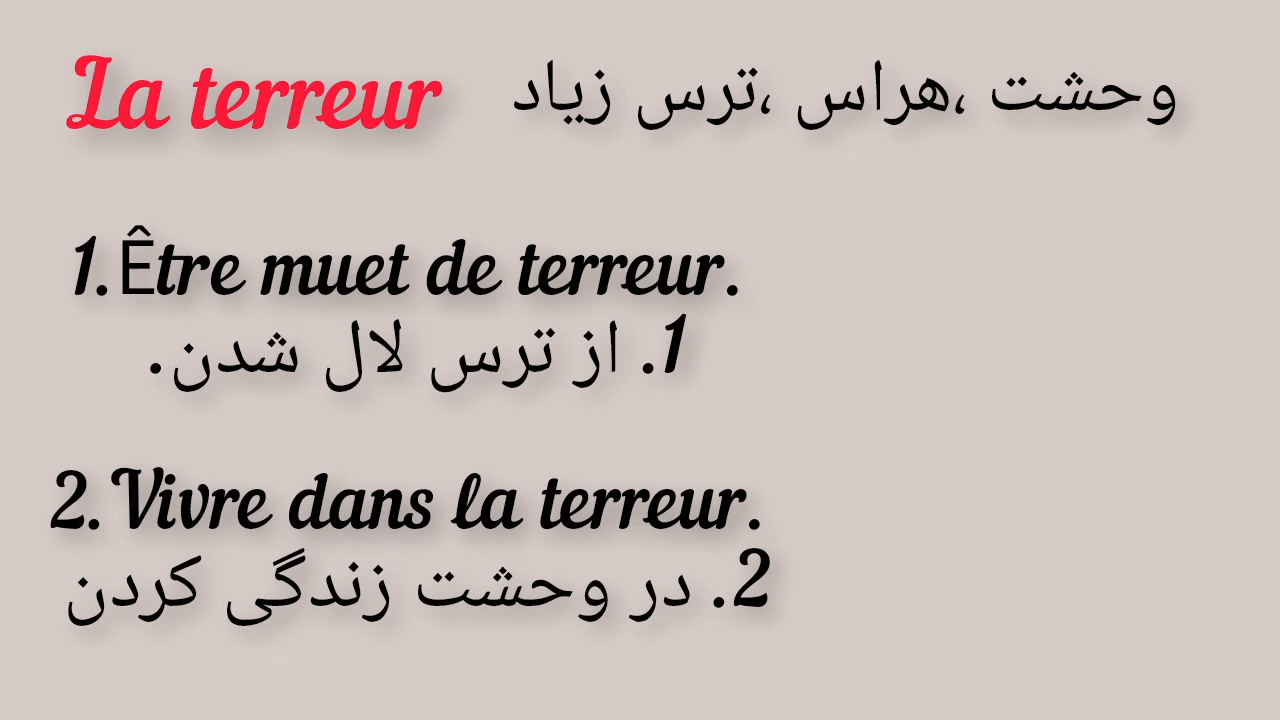 La terreur وحشت ،هراس ،ترس زیاد
1.Être muet de terreur.
1. از ترس لال شدن.
2.Vivre dans la terreur.
2. در وحشت زندگی کردن